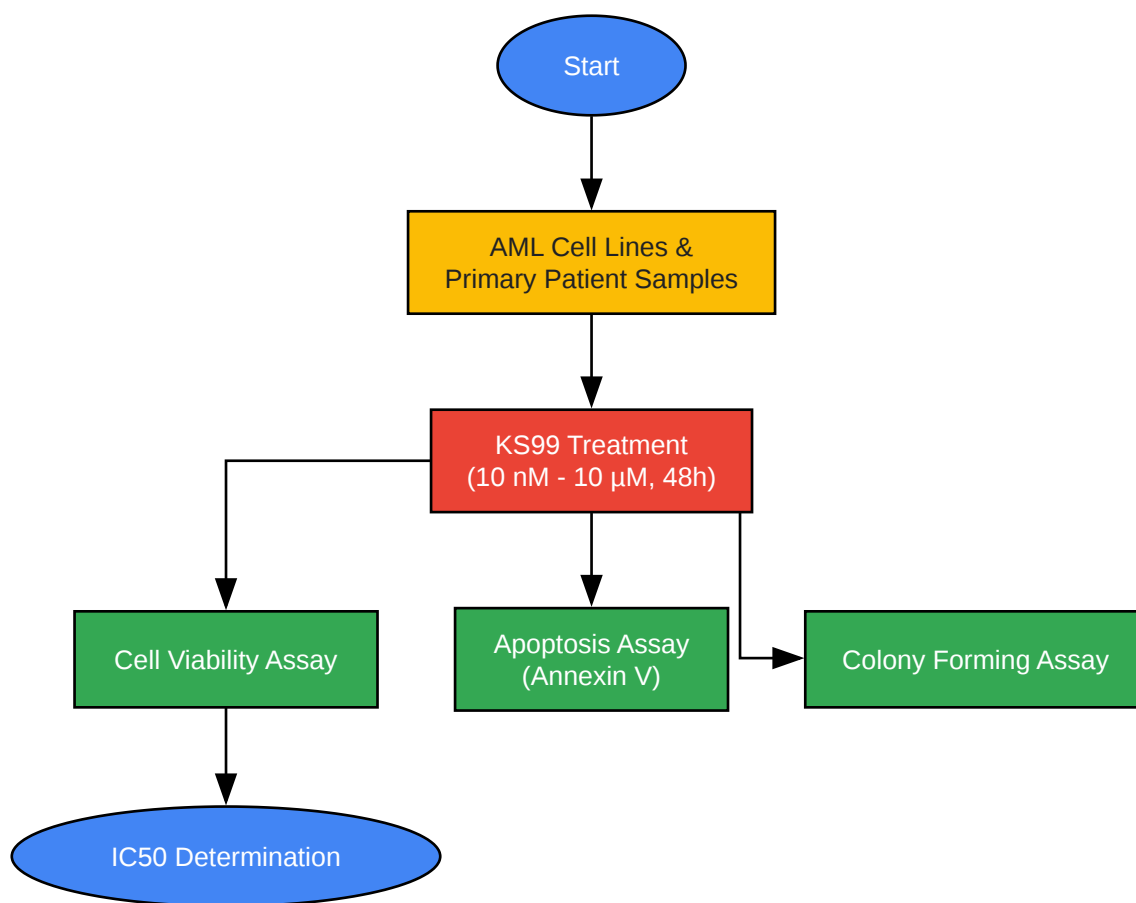 Start
AML Cell Lines &
Primary Patient Samples
KS99 Treatment
(10 nM - 10 µM, 48h)
Cell Viability Assay
Apoptosis Assay
(Annexin V)
Colony Forming Assay
IC50 Determination